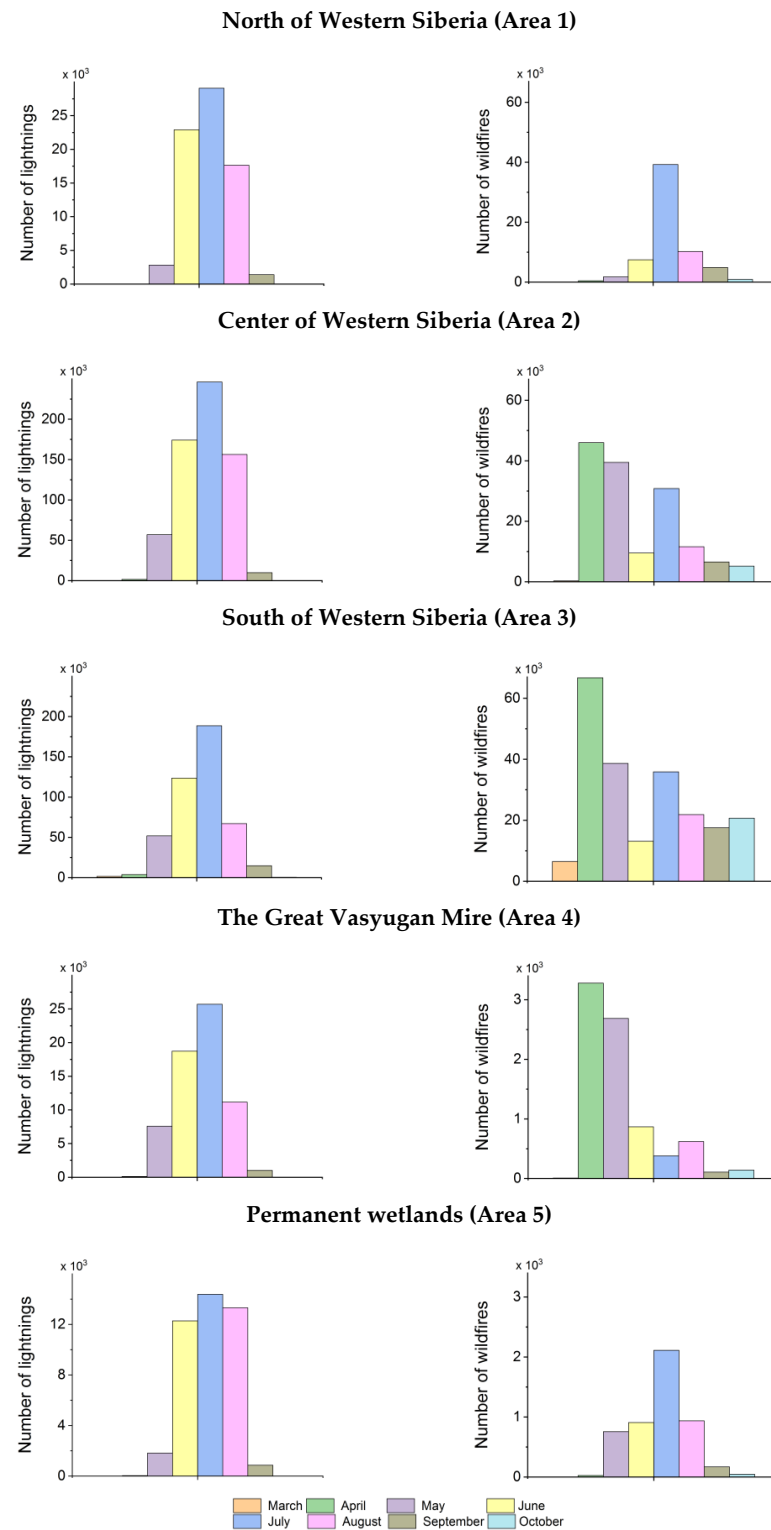 North of Western Siberia (Area 1)
x 10³
x 10³
Number of lightnings
25
20
15
10
5
0
Number of wildfires
60
40
20
0
Center of Western Siberia (Area 2)
x 10³
x 10³
Number of lightnings
200
150
100
50
0
Number of wildfires
60
40
20
0
South of Western Siberia (Area 3)
x 10³
x 10³
Number of lightnings
200
150
100
50
0
Number of wildfires
60
40
20
0
The Great Vasyugan Mire (Area 4)
x 10³
x 10³
Number of lightnings
25
20
15
10
5
0
Number of wildfires
3
2
1
0
Permanent wetlands (Area 5)
x 10³
x 10³
Number of lightnings
12
8
4
0
Number of wildfires
3
2
1
0
March April May June
July August September October